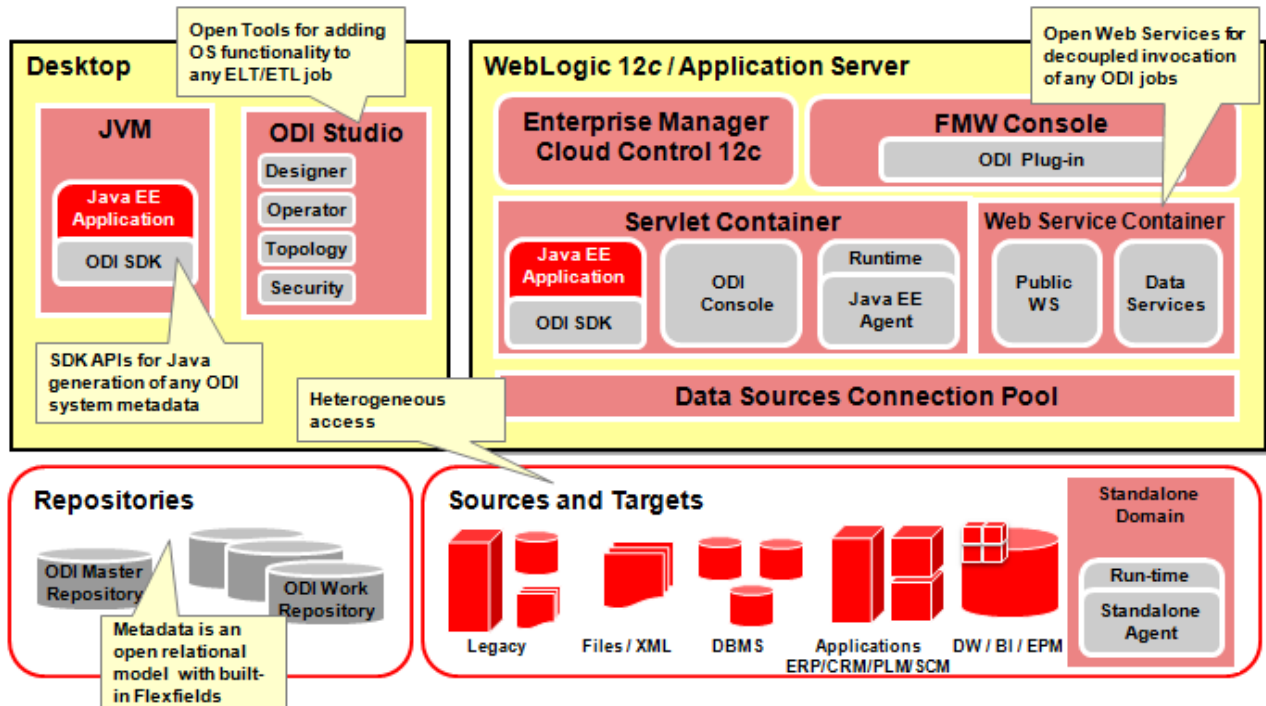 Open Tools for adding
OS functionality to
any ELT/ETL job
Open Web Services for
decoupled invocation
of any ODI jobs
Desktop
JVM
Java EE
Application
ODI SDK
ODI Studio
Designer
Operator
Topology
Security
SDK APIs for Java
generation of any ODI
system metadata
WebLogic 12c / Application Server
Enterprise Manager
Cloud Control 12c
FMW Console
ODI Plug-in
Servlet Container
Java EE
Application
ODI SDK
ODI
Console
Runtime
Java EE
Agent
Web Service Container
Public
WS
Data
Services
Data Sources Connection Pool
Heterogeneous
access
Repositories
ODI Master
Repository
ODI Work
Repository
Metadata is an
open relational
model with built-
in Flexfields
Sources and Targets
Legacy
Files / XML
DBMS
Applications
ERP/CRM/PLM/SCM
DW / BI / EPM
Standalone
Domain
Run-time
Standalone
Agent